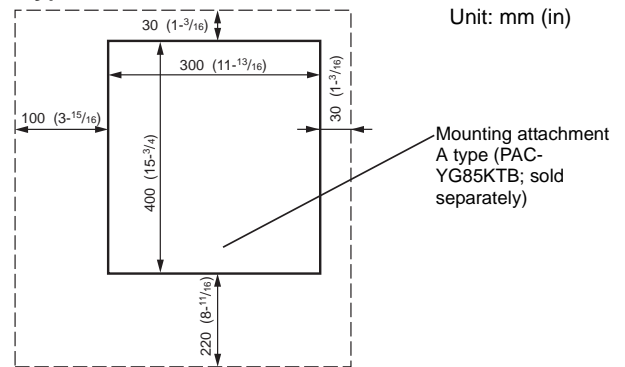 Unit: mm (in)
30 (1-3/16)
300 (11-13/16)
30 (1-3/16)
100 (3-15/16)
400 (15-3/4)
Mounting attachment
A type (PAC-
YG85KTB; sold
separately)
220 (8-11/16)